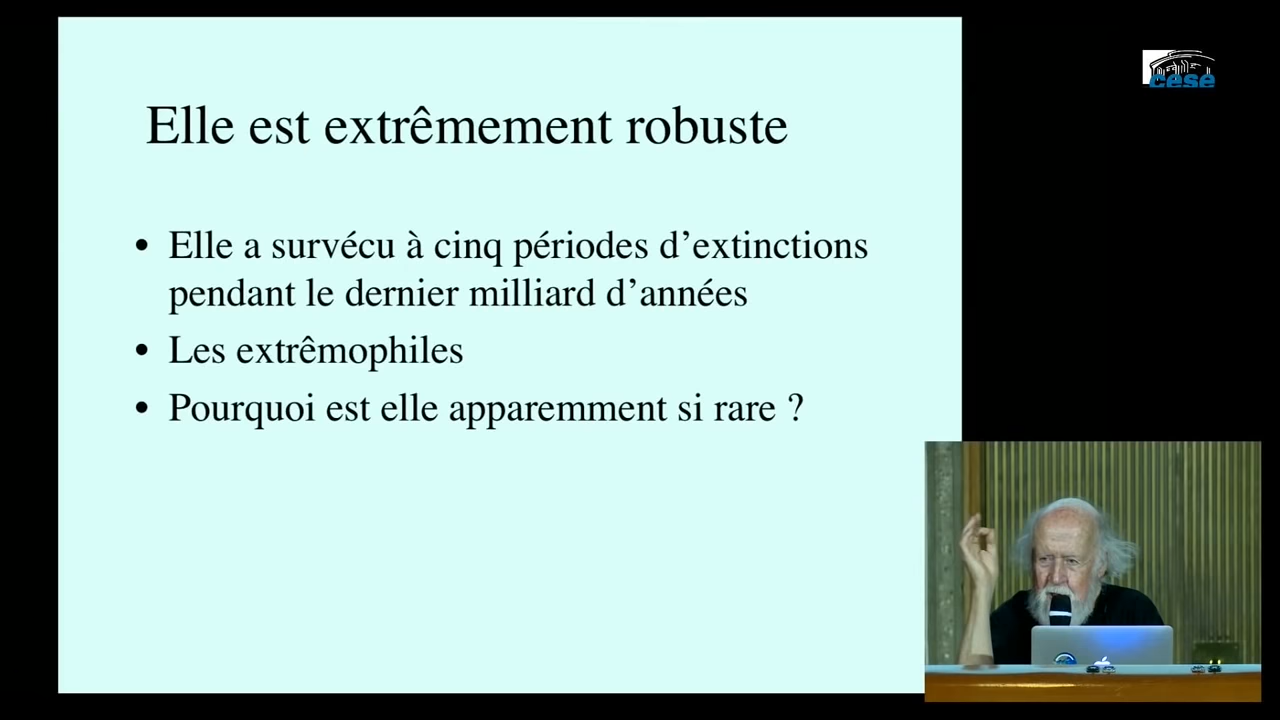 cese
Elle est extrêmement robuste
• Elle a survécu à cinq périodes d’extinctions
pendant le dernier milliard d’années
• Les extrêmophiles
• Pourquoi est elle apparemment si rare ?